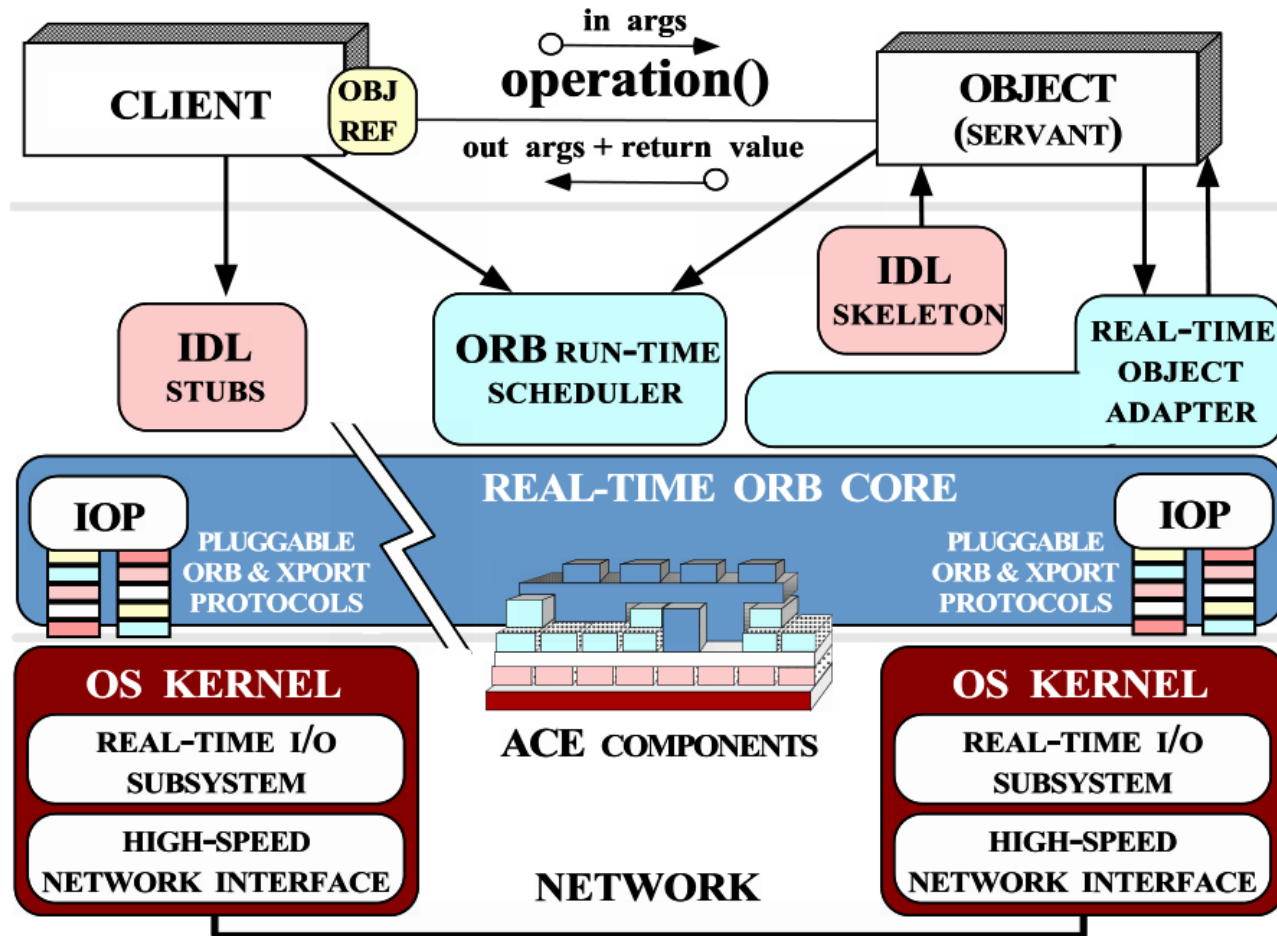 in args
operation()
out args + return value
CLIENT
OBJ
REF
OBJECT
(SERVANT)
IDL
STUBS
ORB RUN-TIME
SCHEDULER
IDL
SKELETON
REAL-TIME
OBJECT
ADAPTER
REAL-TIME ORB CORE
IOP
PLUGGABLE
ORB & XPORT
PROTOCOLS
PLUGGABLE
ORB & XPORT
PROTOCOLS
IOP
OS KERNEL
REAL-TIME I/O
SUBSYSTEM
HIGH-SPEED
NETWORK INTERFACE
ACE COMPONENTS
NETWORK
OS KERNEL
REAL-TIME I/O
SUBSYSTEM
HIGH-SPEED
NETWORK INTERFACE